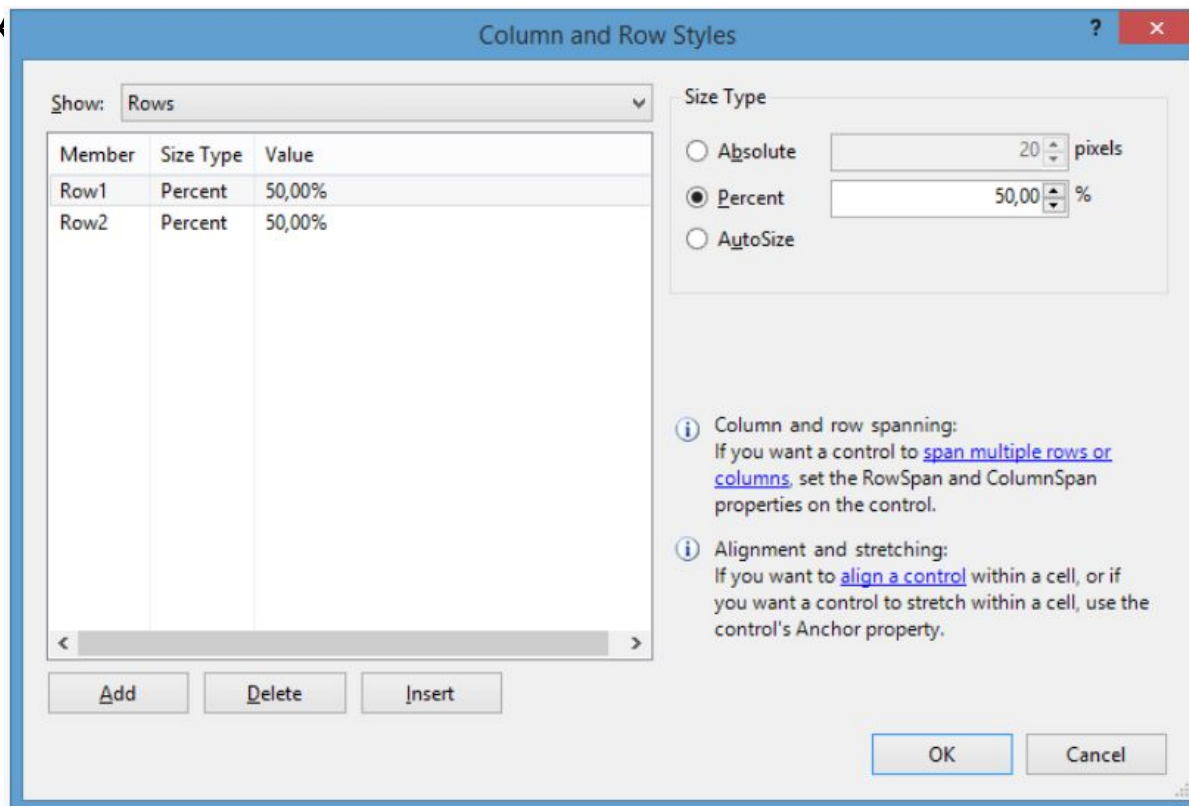 Column and Row Styles
?
Show: Rows
Member Size Type Value
Row1 Percent 50,00%
Row2 Percent 50,00%
Add Delete Insert
Size Type
Absolute 20 pixels
Percent 50,00 %
AutoSize
Column and row spanning:
If you want a control to span multiple rows or
columns, set the RowSpan and ColumnSpan
properties on the control.
Alignment and stretching:
If you want to align a control within a cell, or if
you want a control to stretch within a cell, use the
control's Anchor property.
OK Cancel